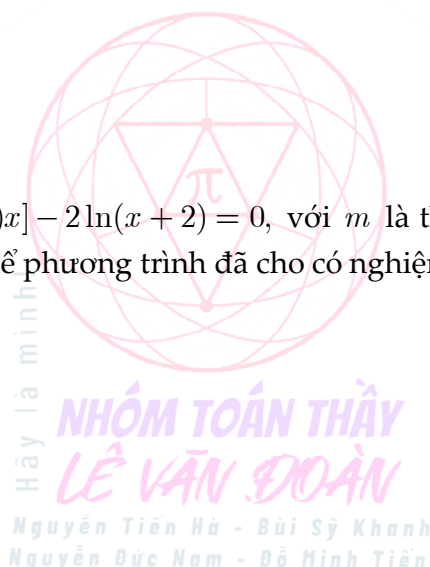 )x] − 2 ln(x + 2) = 0, với m là t
ể phương trình đã cho có nghiệm
π
Hãy là minh
NHÓM TOÁN THẦY
LÊ VĂN ĐOÀN
Nguyễn Tiến Hà - Bùi Sỹ Khanh
Nguyễn Đức Nam - Đỗ Minh Tiến